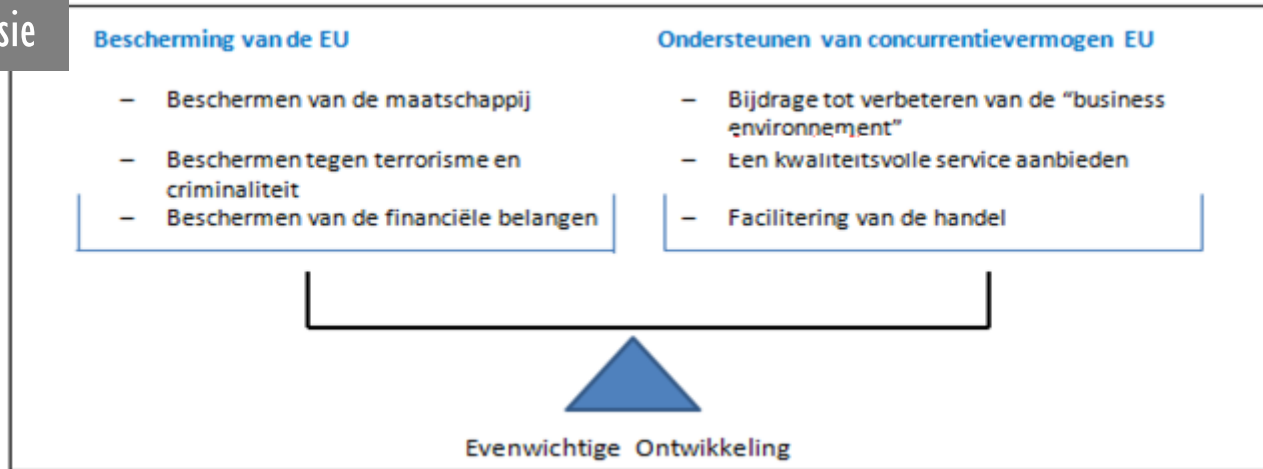 sie
Bescherming van de EU
– Beschermen van de maatschappij
– Beschermen tegen terrorisme en
criminaliteit
– Beschermen van de financiële belangen
Ondersteunen van concurrentievermogen EU
– Bijdrage tot verbeteren van de “business
environnement”
– Een kwaliteitsvolle service aanbieden
– Facilitering van de handel
Evenwichtige Ontwikkeling